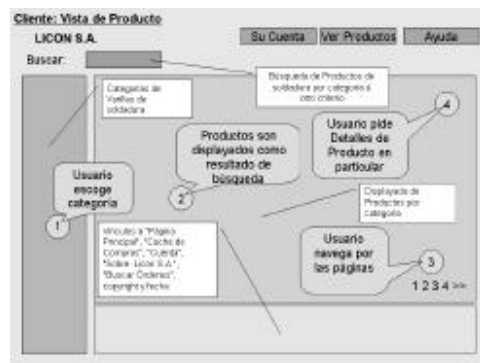 Cliente: Vista de Producto
LICON S.A.
Su Cuenta
Ver Productos
Ayuda
Buscar:
Categorías de
Varillas de
soldadura
Búsqueda de Productos de
soldadura por categoría ó
otro criterio
4
Productos son
displayados como
resultado de
búsqueda
2
Usuario pide
Detalles de
Producto en
particular
Usuario
escoge
categoría
1
Displayado de
Productos por
categoría
Vínculos a "Página
Principal", "Coche de
Compras", "Cuenta",
"Sobre Licon S.A.",
"Buscar Ordenes",
copyright y fecha
Usuario
navega por
las páginas
3
1 2 3 4 >>